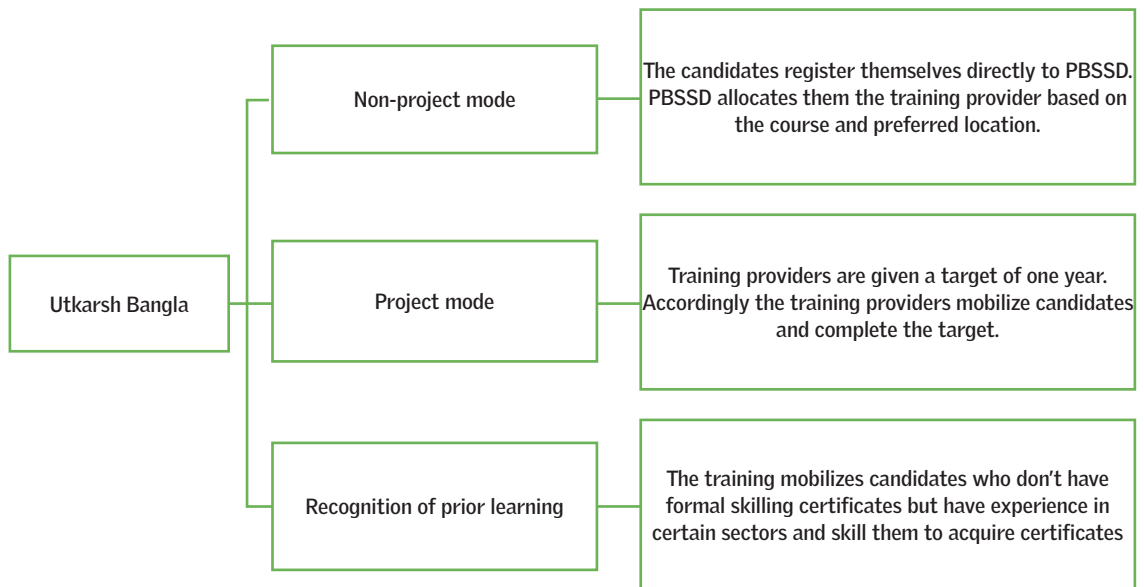 Utkarsh Bangla
Non-project mode
The candidates register themselves directly to PBSSD.
PBSSD allocates them the training provider based on
the course and preferred location.
Project mode
Training providers are given a target of one year.
Accordingly the training providers mobilize candidates
and complete the target.
Recognition of prior learning
The training mobilizes candidates who don't have
formal skilling certificates but have experience in
certain sectors and skill them to acquire certificates